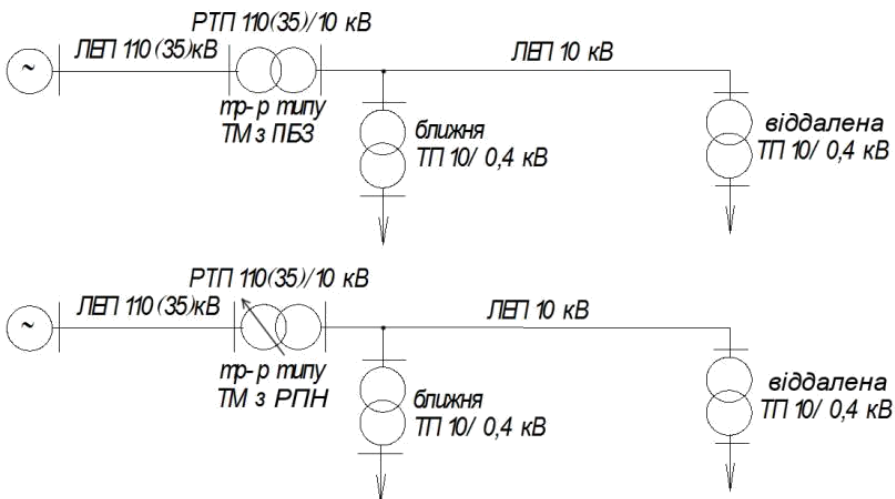 РТП 110(35)/10 кВ
ЛЕП 110(35)кВ
ЛЕП 10 кВ
~
тр-р типу
ТМ з ПБЗ
ближня
ТП 10/ 0,4 кВ
віддалена
ТП 10/ 0,4 кВ
РТП 110(35)/10 кВ
ЛЕП 110(35)кВ
ЛЕП 10 кВ
~
тр-р типу
ТМ з РПН
ближня
ТП 10/ 0,4 кВ
віддалена
ТП 10/ 0,4 кВ